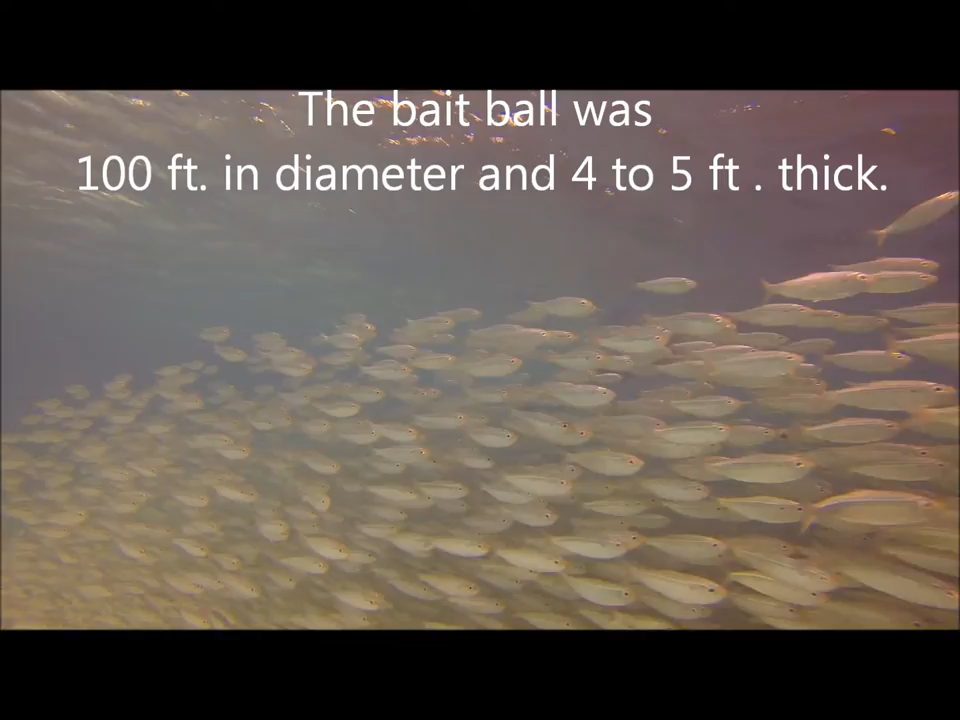 The bait ball was
100 ft. in diameter and 4 to 5 ft . thick.